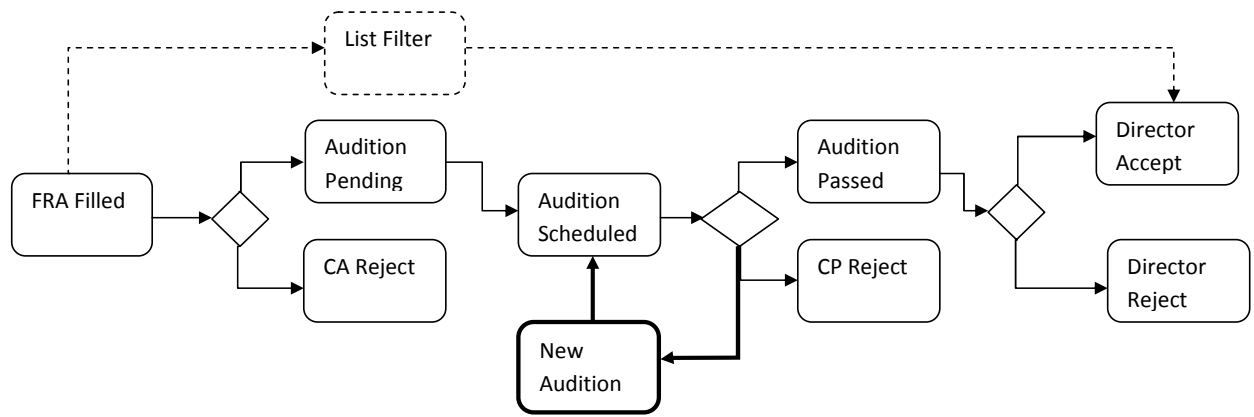 List Filter
Director
Accept
Audition
Pending
Audition
Passed
FRA Filled
Audition
Scheduled
CA Reject
CP Reject
Director
Reject
New
Audition